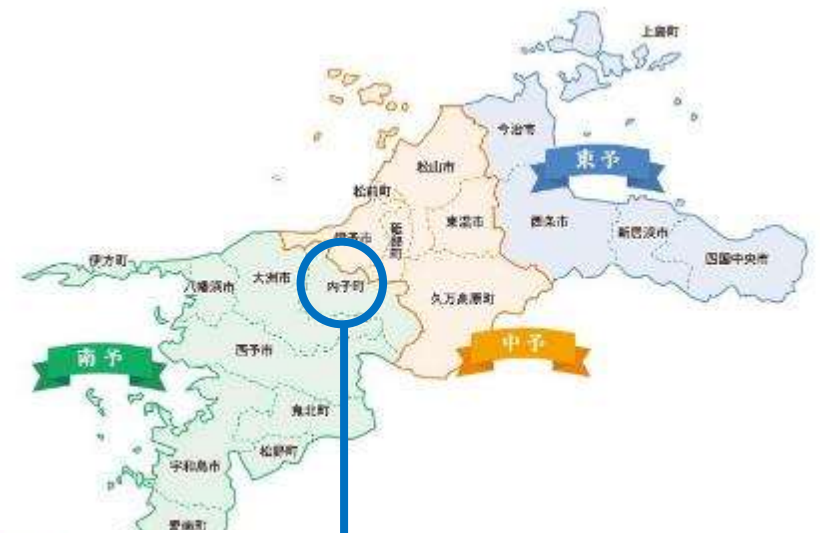 上島町
今治市
東予
松山市
松前町
東温市
西条市
砥部町
伊予市
新居浜市
四国中央市
伊方町
大洲市
八幡浜市
内子町
久万高原町
中予
西予市
南予
鬼北町
松野町
宇和島市
愛南町